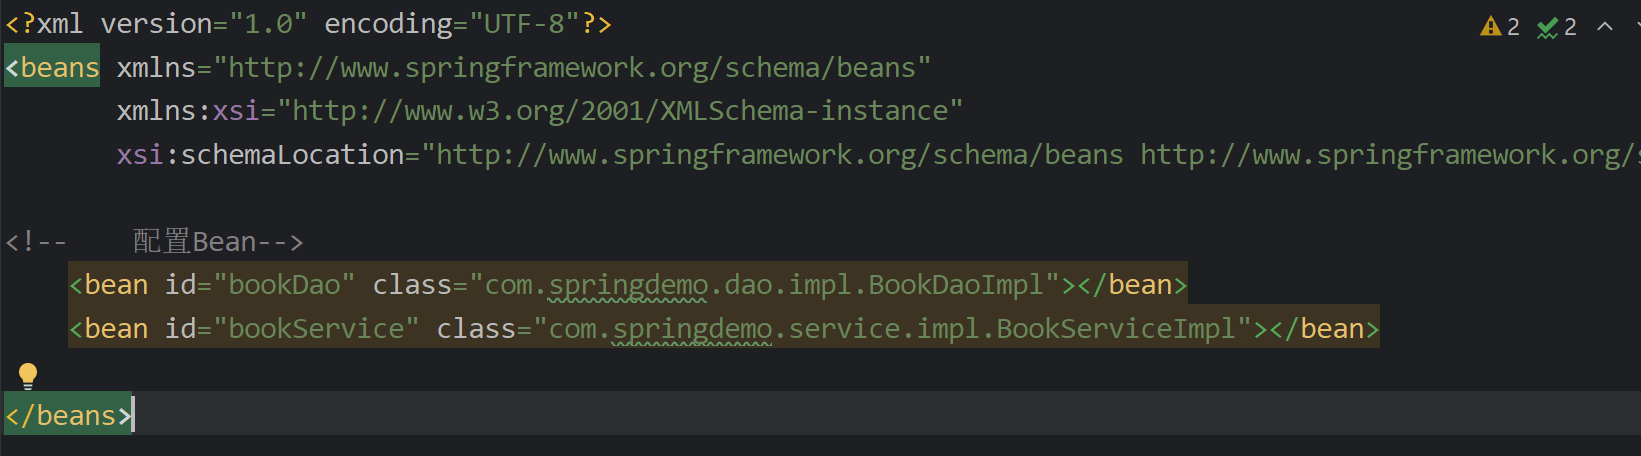 <?xml version="1.0" encoding="UTF-8"?>
2 2
<beans xmlns="http://www.springframework.org/schema/beans"
xmlns:xsi="http://www.w3.org/2001/XMLSchema-instance"
xsi:schemaLocation="http://www.springframework.org/schema/beans http://www.springframework.org/
<!-- 配置Bean-->
<bean id="bookDao" class="com.springdemo.dao.impl.BookDaoImpl"></bean>
<bean id="bookService" class="com.springdemo.service.impl.BookServiceImpl"></bean>
</beans>